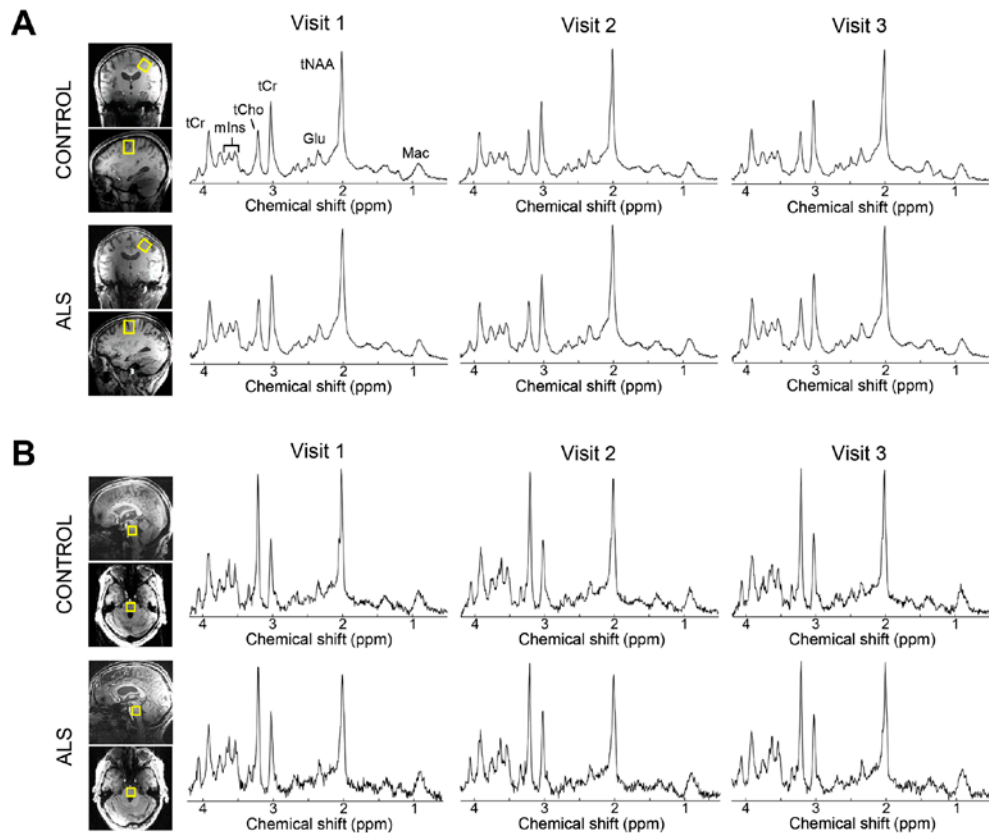 A
Visit 1
Visit 2
Visit 3
CONTROL
tCr
mIns
tCho
tCr
Glu
tNAA
Mac
4 3 2 1
Chemical shift (ppm)
4 3 2 1
Chemical shift (ppm)
4 3 2 1
Chemical shift (ppm)
ALS
4 3 2 1
Chemical shift (ppm)
4 3 2 1
Chemical shift (ppm)
4 3 2 1
Chemical shift (ppm)
B
Visit 1
Visit 2
Visit 3
CONTROL
4 3 2 1
Chemical shift (ppm)
4 3 2 1
Chemical shift (ppm)
4 3 2 1
Chemical shift (ppm)
ALS
4 3 2 1
Chemical shift (ppm)
4 3 2 1
Chemical shift (ppm)
4 3 2 1
Chemical shift (ppm)